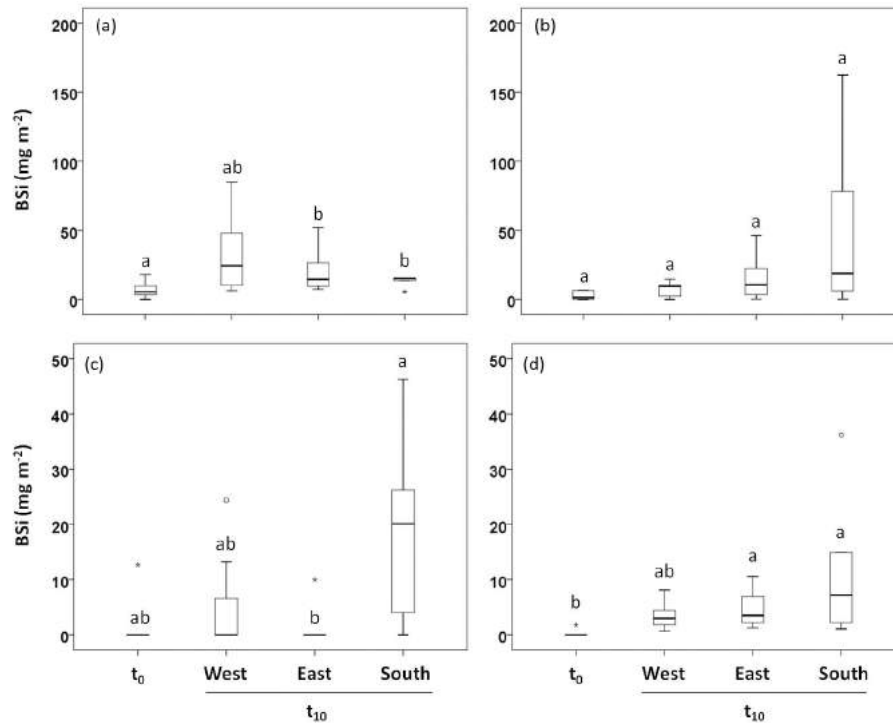 (a)
(b)
BSi (mg m⁻²)
200
150
100
50
0
a
ab
b
b
200
150
100
50
0
a
a
a
a
(c)
(d)
BSi (mg m⁻²)
50
40
30
20
10
0
ab
ab
b
a
50
40
30
20
10
0
b
ab
a
a
t₀ West East South
t₁₀
t₀ West East South
t₁₀